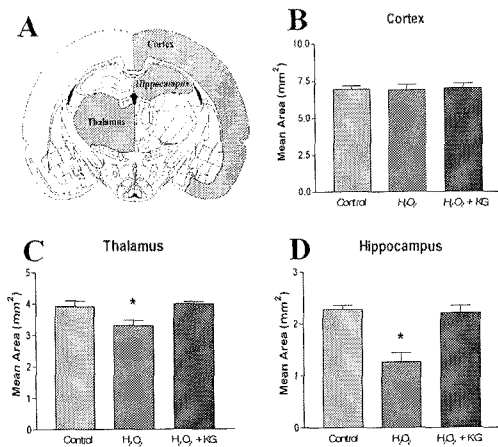 A
Cortex
Hippocampus
Thalamus
B
Cortex
Mean Area (mm²)
10.0
7.5
5.0
2.5
0.0
Control
H₂O₂
H₂O₂ + KG
C
Thalamus
Mean Area (mm²)
5
4
3
2
1
0
*
Control
H₂O₂
H₂O₂ + KG
D
Hippocampus
Mean Area (mm²)
3
2
1
0
*
Control
H₂O₂
H₂O₂ + KG